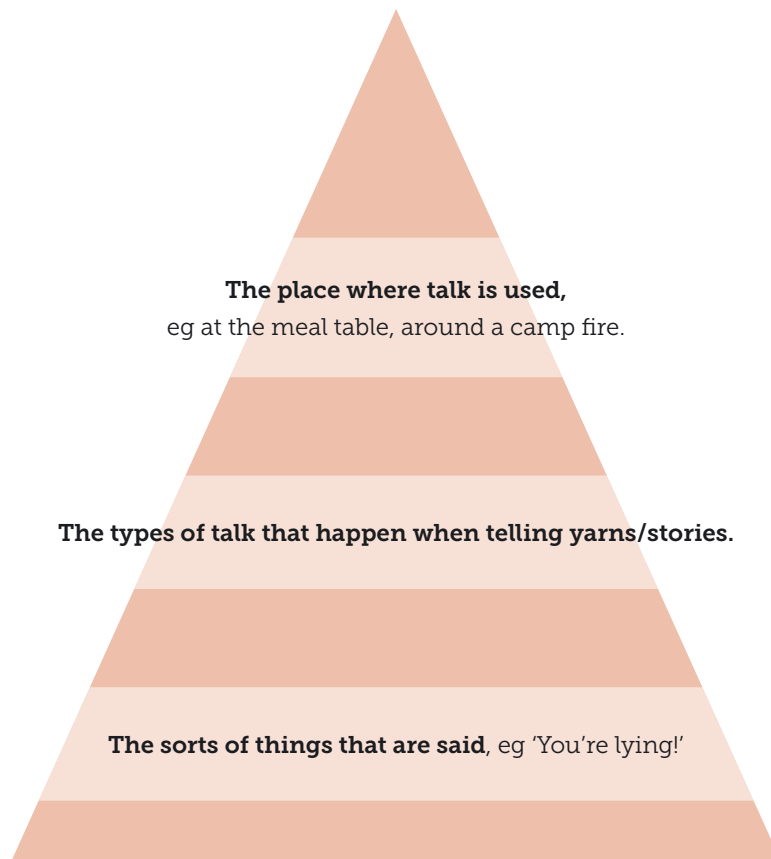 The place where talk is used,
eg at the meal table, around a camp fire.
The types of talk that happen when telling yarns/stories.
The sorts of things that are said, eg ‘You’re lying!’